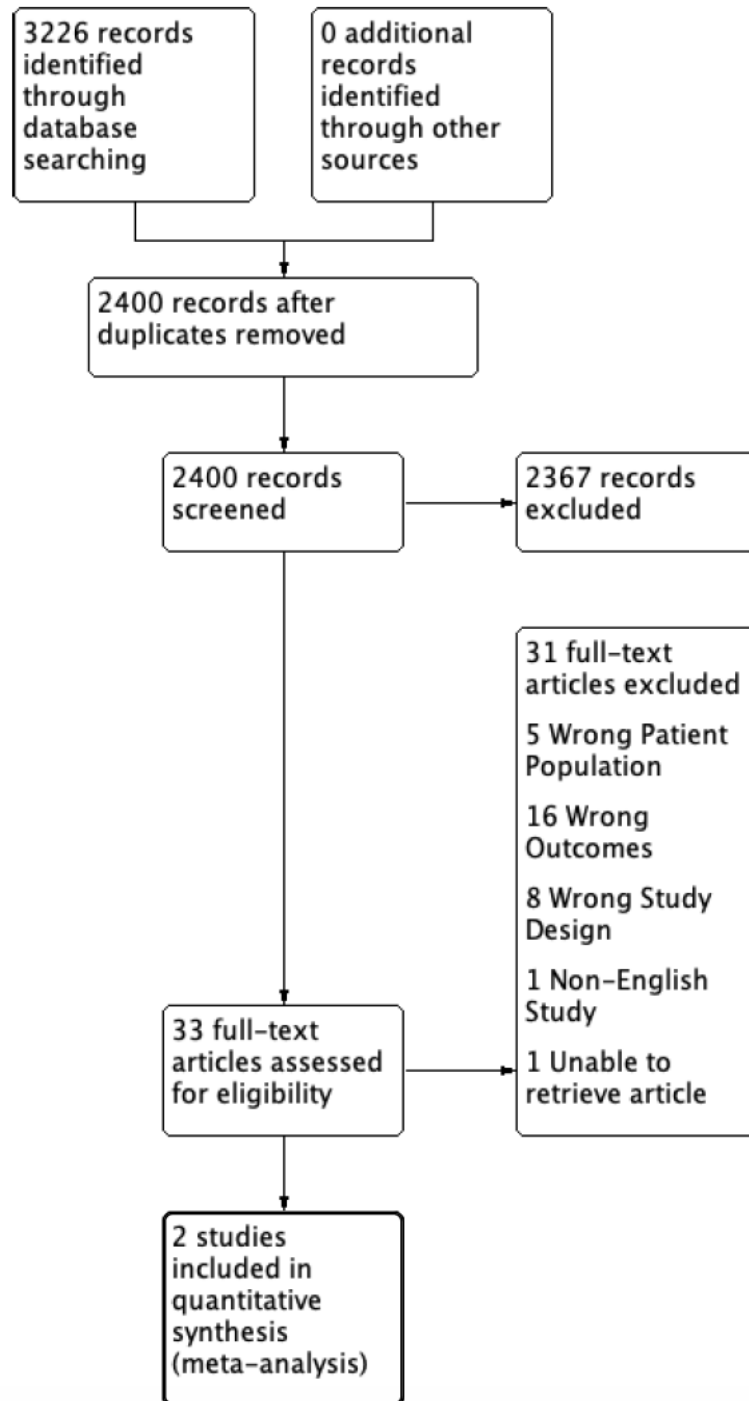 3226 records
identified
through
database
searching
0 additional
records
identified
through other
sources
2400 records after
duplicates removed
2400 records
screened
2367 records
excluded
31 full-text
articles excluded
5 Wrong Patient
Population
16 Wrong
Outcomes
8 Wrong Study
Design
1 Non-English
Study
1 Unable to
retrieve article
33 full-text
articles assessed
for eligibility
2 studies
included in
quantitative
synthesis
(meta-analysis)